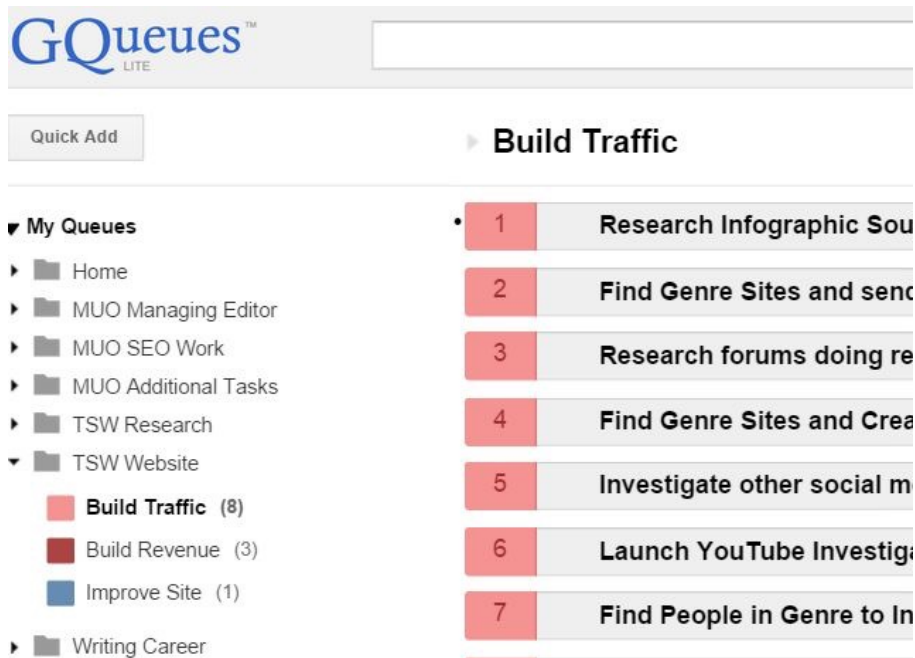 GQueues™
LITE
Quick Add
Build Traffic
My Queues
Home
MUO Managing Editor
MUO SEO Work
MUO Additional Tasks
TSW Research
TSW Website
Build Traffic (8)
Build Revenue (3)
Improve Site (1)
Writing Career
1 Research Infographic Sou
2 Find Genre Sites and send
3 Research forums doing re
4 Find Genre Sites and Crea
5 Investigate other social m
6 Launch YouTube Investiga
7 Find People in Genre to In